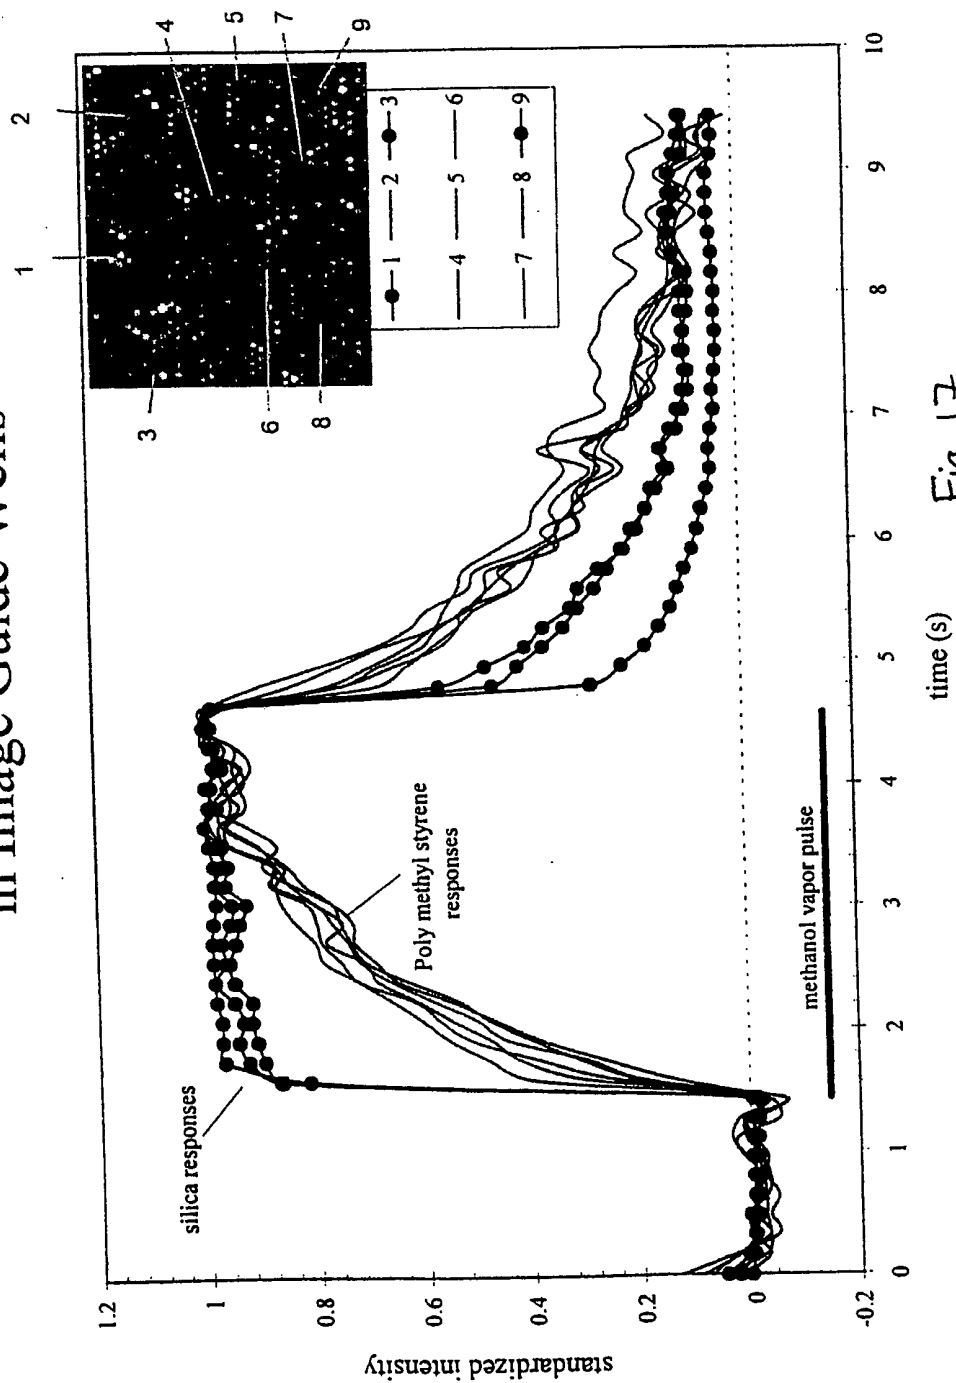 in Image Guide Wells
1
2
3
4
5
6
7
8
9
1 2 3
4 5 6
7 8 9
standardized intensity
1.2
1
0.8
0.6
0.4
0.2
0
-0.2
silica responses
Poly methyl styrene
responses
methanol vapor pulse
0 1 2 3 4 5 6 7 8 9 10
time (s)
Fig. 17